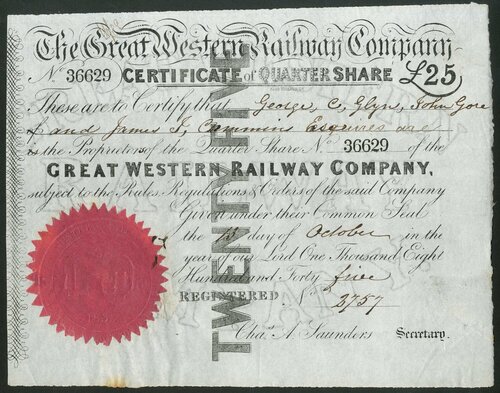 The Great Western Railway Company
No. 36629 CERTIFICATE of QUARTER SHARE £25
These are to Certify that George, C, Glyn, John Gore
and James J, Cummins Esquires are
is the Proprietor of the Quarter Share No. 36629 of the
GREAT WESTERN RAILWAY COMPANY,
subject to the Rules, Regulations & Orders of the said Company
Given under their Common Seal
the 13 day of October in the
year of our Lord One Thousand Eight
Hundred and Forty five
REGISTERED No. 2757
Chas. A. Saunders Secretary.
TWENTY FIVE